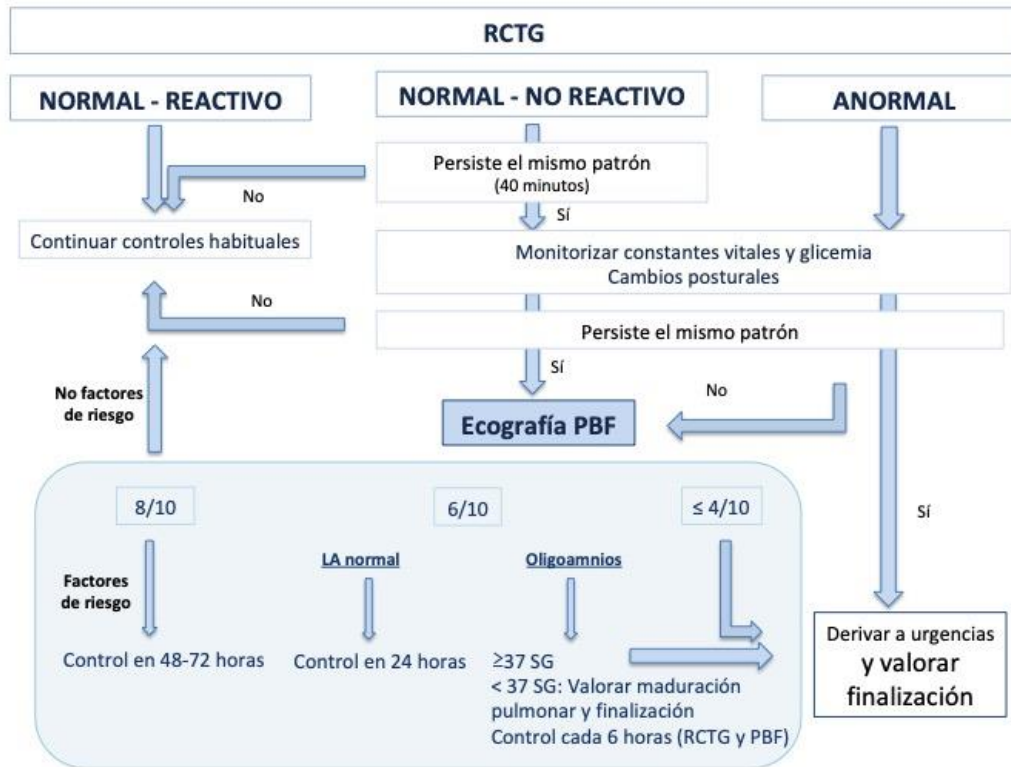 RCTG
NORMAL - REACTIVO
NORMAL - NO REACTIVO
ANORMAL
Persiste el mismo patrón
(40 minutos)
No
Sí
Continuar controles habituales
Monitorizar constantes vitales y glicemia
Cambios posturales
No
Persiste el mismo patrón
Sí
No
No factores
de riesgo
Ecografía PBF
8/10
6/10
≤ 4/10
Sí
LA normal
Oligoamnios
Factores
de riesgo
Control en 48-72 horas
Control en 24 horas
≥37 SG
< 37 SG: Valorar maduración
pulmonar y finalización
Control cada 6 horas (RCTG y PBF)
Derivar a urgencias
y valorar
finalización